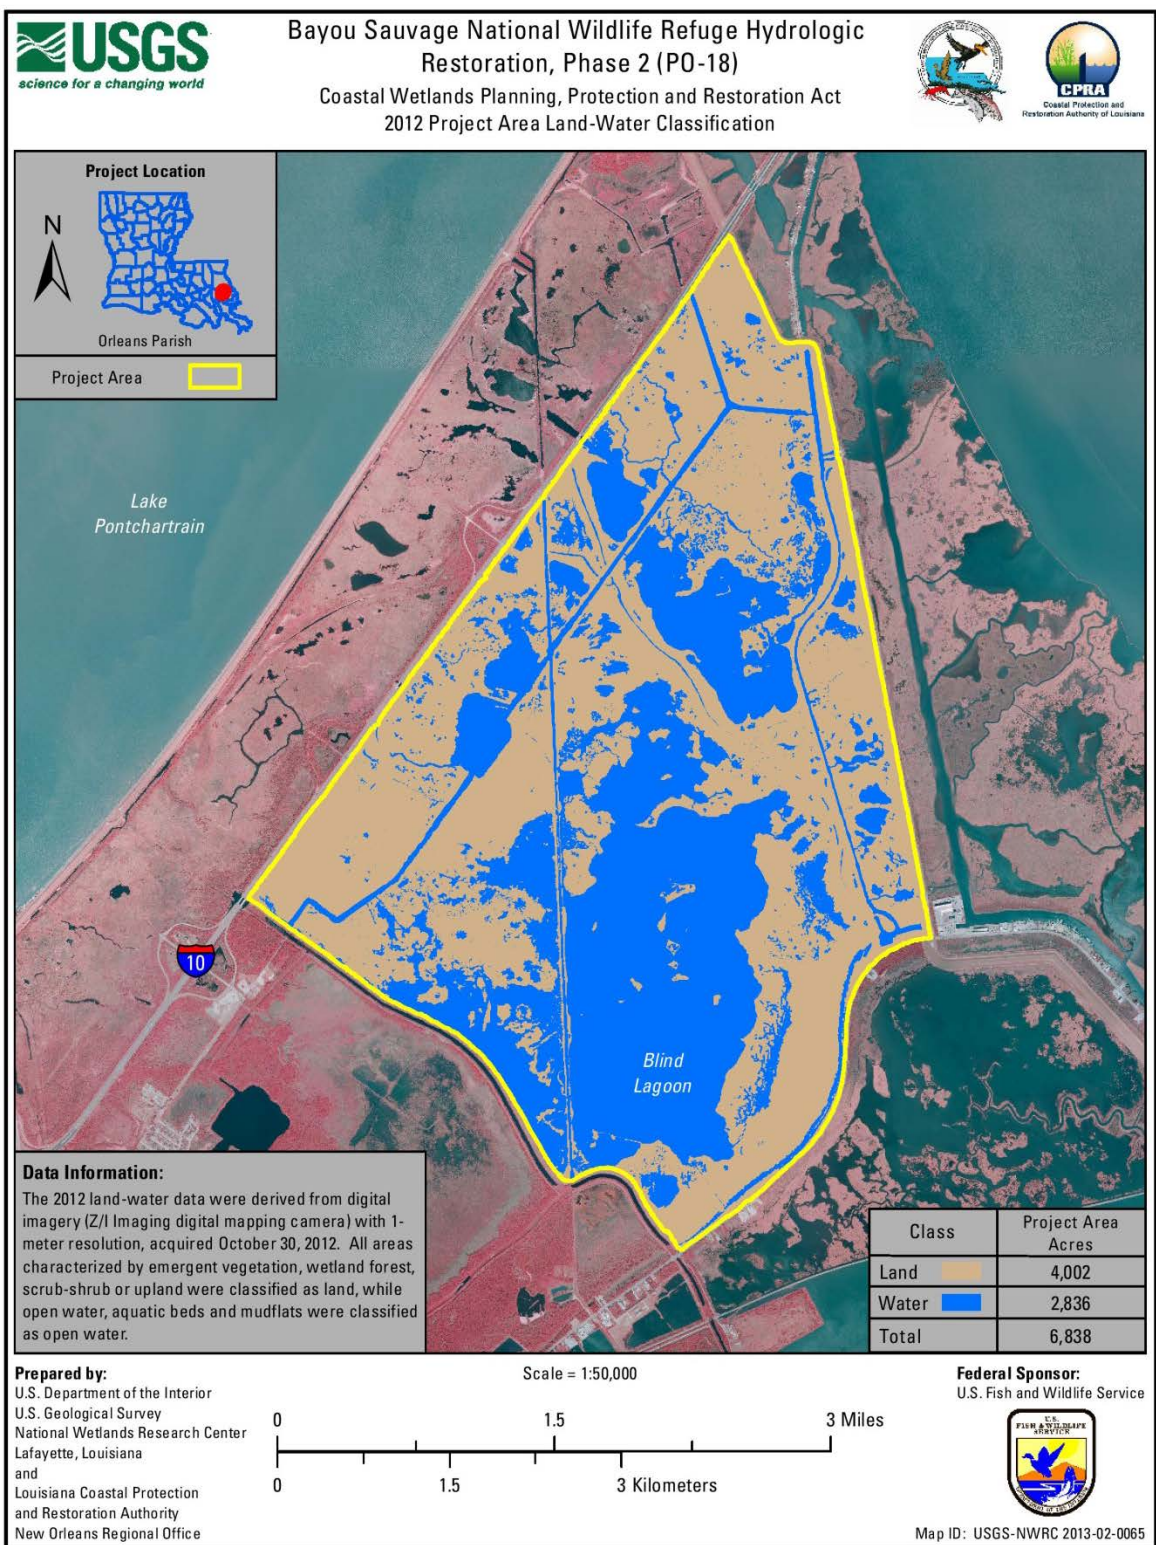 USGS
science for a changing world
Bayou Sauvage National Wildlife Refuge Hydrologic
Restoration, Phase 2 (PO-18)
Coastal Wetlands Planning, Protection and Restoration Act
2012 Project Area Land-Water Classification
CPRA
Coastal Protection and
Restoration Authority of Louisiana
Project Location
N
Orleans Parish
Project Area
Lake
Pontchartrain
10
Blind
Lagoon
Data Information:
The 2012 land-water data were derived from digital
imagery (Z/I Imaging digital mapping camera) with 1-
meter resolution, acquired October 30, 2012. All areas
characterized by emergent vegetation, wetland forest,
scrub-shrub or upland were classified as land, while
open water, aquatic beds and mudflats were classified
as open water.
Class Project Area
Acres
Land 4,002
Water 2,836
Total 6,838
Prepared by:
U.S. Department of the Interior
U.S. Geological Survey
National Wetlands Research Center
Lafayette, Louisiana
and
Louisiana Coastal Protection
and Restoration Authority
New Orleans Regional Office
Scale = 1:50,000
0 1.5 3 Miles
0 1.5 3 Kilometers
Federal Sponsor:
U.S. Fish and Wildlife Service
U.S.
FISH & WILDLIFE
SERVICE
Map ID: USGS-NWRC 2013-02-0065